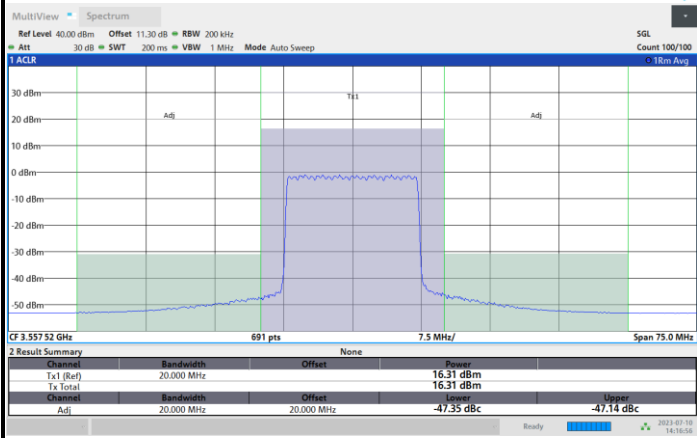 MultiView Spectrum
Ref Level 40.00 dBm Offset 11.30 dB RBW 200 kHz SGL
Att 30 dB SWT 200 ms VBW 1 MHz Mode Auto Sweep Count 100/100
1 ACLR 1Rm Avg
30 dBm
Tx1
Adj Adj
20 dBm
10 dBm
0 dBm
-10 dBm
-20 dBm
-30 dBm
-40 dBm
-50 dBm
CF 3.557 52 GHz 691 pts 7.5 MHz/ Span 75.0 MHz
2 Result Summary None
Channel Bandwidth Offset Power
Tx1 (Ref) 20.000 MHz 16.31 dBm
Tx Total 16.31 dBm
Channel Bandwidth Offset Lower Upper
Adj 20.000 MHz 20.000 MHz -47.35 dBc -47.14 dBc
Ready 2023-07-18
14:16:56